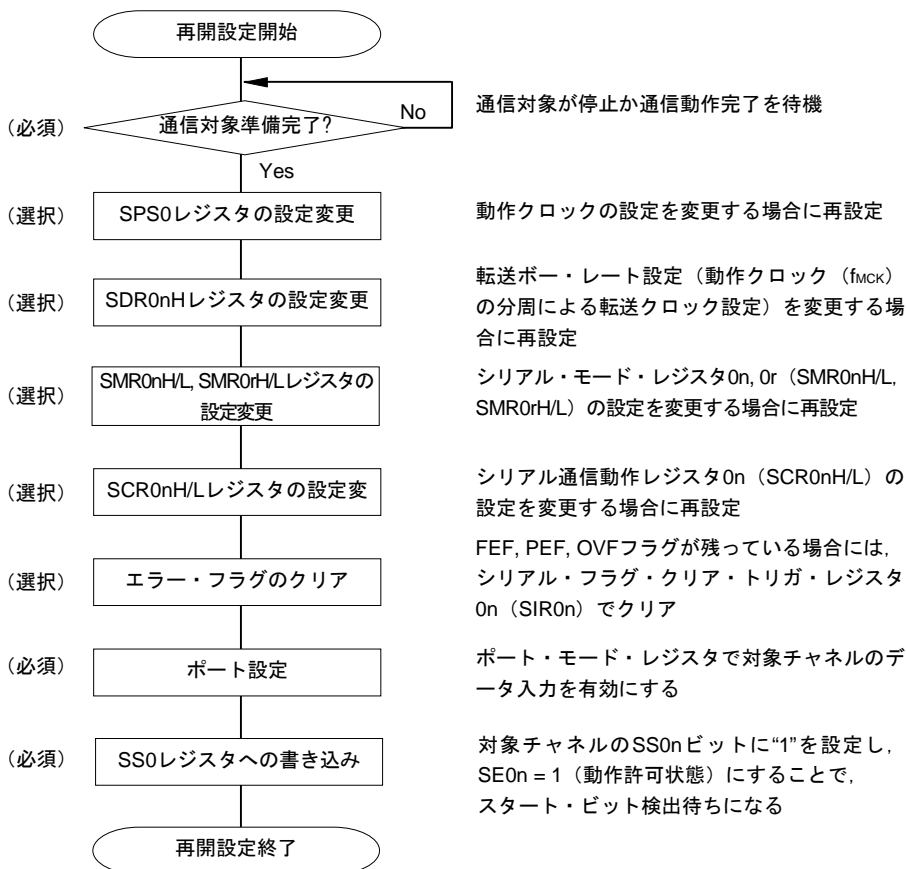 再開設定開始
No
通信対象が停止か通信動作完了を待機
（必須）
通信対象準備完了?
Yes
（選択）
SPS0レジスタの設定変更
動作クロックの設定を変更する場合に再設定
（選択）
SDR0nHレジスタの設定変更
転送ボー・レート設定（動作クロック（fMCK）
の分周による転送クロック設定）を変更する場
合に再設定
（選択）
SMR0nH/L, SMR0rH/Lレジスタの
設定変更
シリアル・モード・レジスタ0n, 0r（SMR0nH/L,
SMR0rH/L）の設定を変更する場合に再設定
（選択）
SCR0nH/Lレジスタの設定変
シリアル通信動作レジスタ0n（SCR0nH/L）の
設定を変更する場合に再設定
（選択）
エラー・フラグのクリア
FEF, PEF, OVFフラグが残っている場合には,
シリアル・フラグ・クリア・トリガ・レジスタ
0n（SIR0n）でクリア
（必須）
ポート設定
ポート・モード・レジスタで対象チャネルのデ
ータ入力を有効にする
（必須）
SS0レジスタへの書き込み
対象チャネルのSS0nビットに“1”を設定し,
SE0n = 1（動作許可状態）にすることで,
スタート・ビット検出待ちになる
再開設定終了